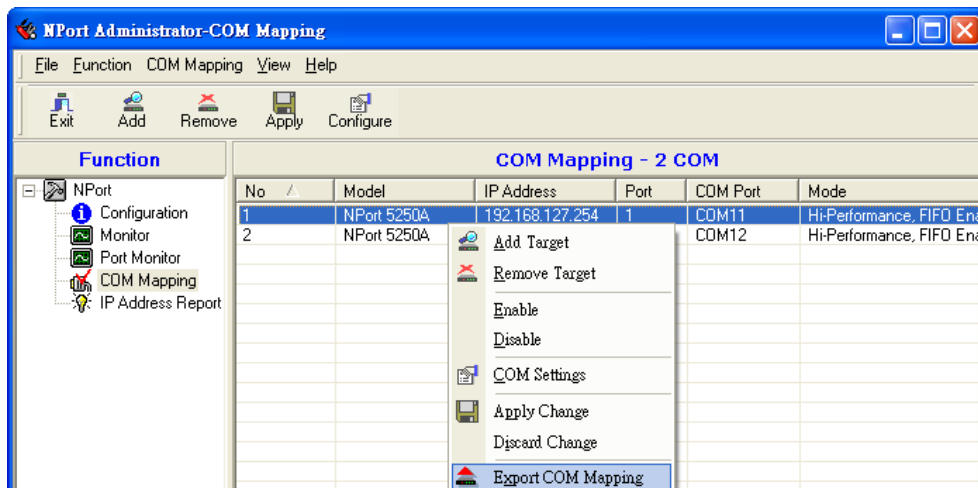 NPort Administrator-COM Mapping
File Function COM Mapping View Help
Exit Add Remove Apply Configure
Function
COM Mapping - 2 COM
NPort
Configuration
Monitor
Port Monitor
COM Mapping
IP Address Report
No Model IP Address Port COM Port Mode
1 NPort 5250A 192.168.127.254 1 COM11 Hi-Performance, FIFO Ena
2 NPort 5250A COM12 Hi-Performance, FIFO Ena
Add Target
Remove Target
Enable
Disable
COM Settings
Apply Change
Discard Change
Export COM Mapping